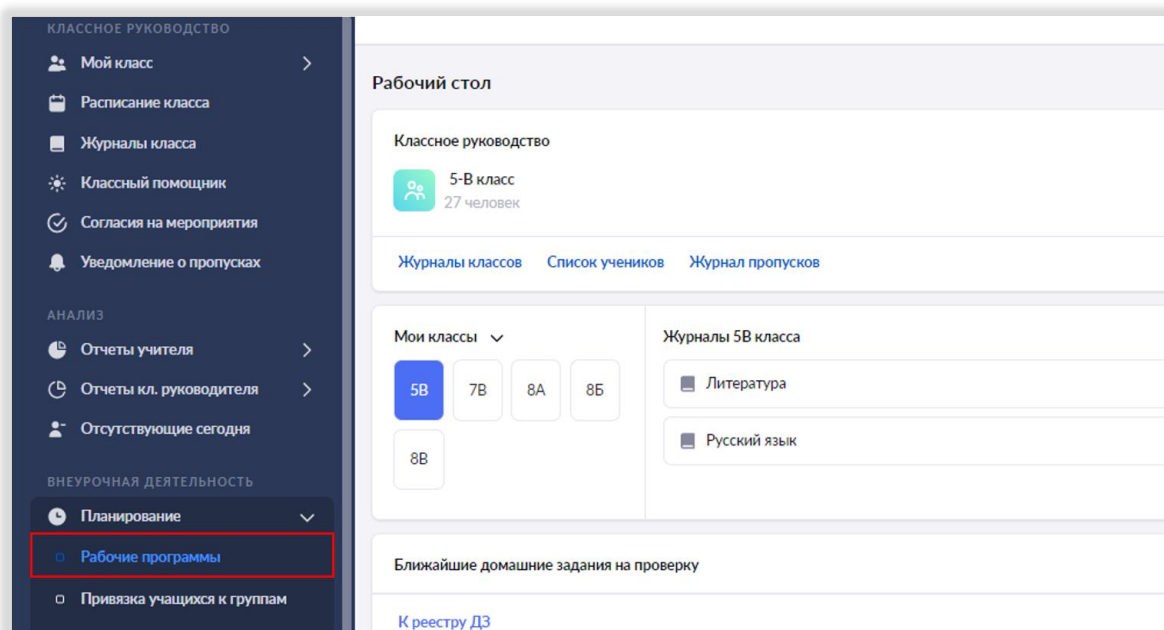 КЛАССНОЕ РУКОВОДСТВО
Мой класс
Расписание класса
Журналы класса
Классный помощник
Согласия на мероприятия
Уведомление о пропусках
АНАЛИЗ
Отчеты учителя
Отчеты кл. руководителя
Отсутствующие сегодня
ВНЕУРОЧНАЯ ДЕЯТЕЛЬНОСТЬ
Планирование
Рабочие программы
Привязка учащихся к группам
Рабочий стол
Классное руководство
5-В класс
27 человек
Журналы классов Список учеников Журнал пропусков
Мои классы
5В 7В 8А 8Б
8В
Журналы 5В класса
Литература
Русский язык
Ближайшие домашние задания на проверку
К реестру ДЗ